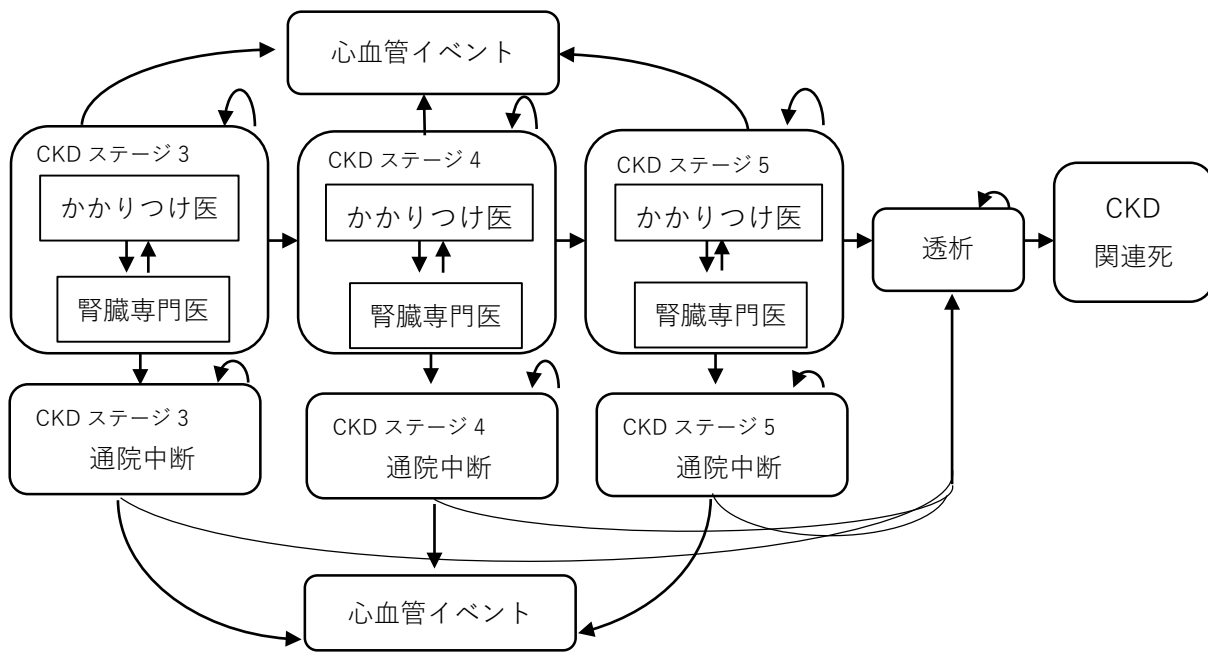 心血管イベント
CKD ステージ 3
かかりつけ医
腎臓専門医
CKD ステージ 4
かかりつけ医
腎臓専門医
CKD ステージ 5
かかりつけ医
腎臓専門医
透析
CKD
関連死
CKD ステージ 3
通院中断
CKD ステージ 4
通院中断
CKD ステージ 5
通院中断
心血管イベント